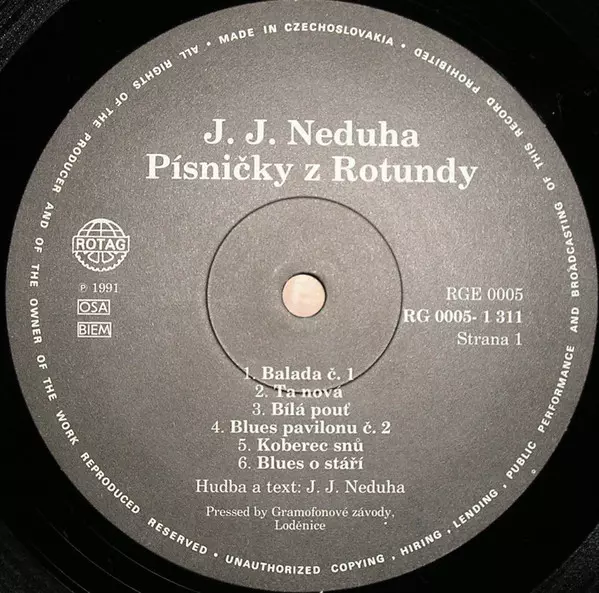 • MADE IN CZECHOSLOVAKIA •
ALL RIGHTS OF THE PRODUCER AND OF THE OWNER OF THE WORK REPRODUCED RESERVED • UNAUTHORIZED COPYING, HIRING, LENDING, PUBLIC PERFORMANCE AND BROADCASTING OF THIS RECORD PROHIBITED
J. J. Neduha
Písničky z Rotundy
ROTAG
℗ 1991
OSA
BIEM
RGE 0005
RG 0005- 1 311
Strana 1
1. Balada č. 1
2. Ta nová
3. Bílá pouť
4. Blues pavilonu č. 2
5. Koberec snů
6. Blues o stáří
Hudba a text: J. J. Neduha
Pressed by Gramofonové závody,
Loděnice